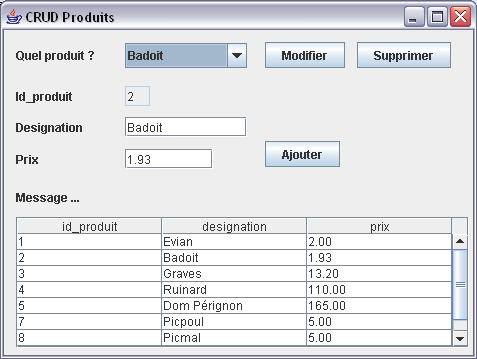 CRUD Produits
Quel produit ? Badoit Modifier Supprimer
Id_produit 2
Designation Badoit
Prix 1.93 Ajouter
Message ...
id_produit designation prix
1 Evian 2.00
2 Badoit 1.93
3 Graves 13.20
4 Ruinard 110.00
5 Dom Pérignon 165.00
7 Picpoul 5.00
8 Picmal 5.00